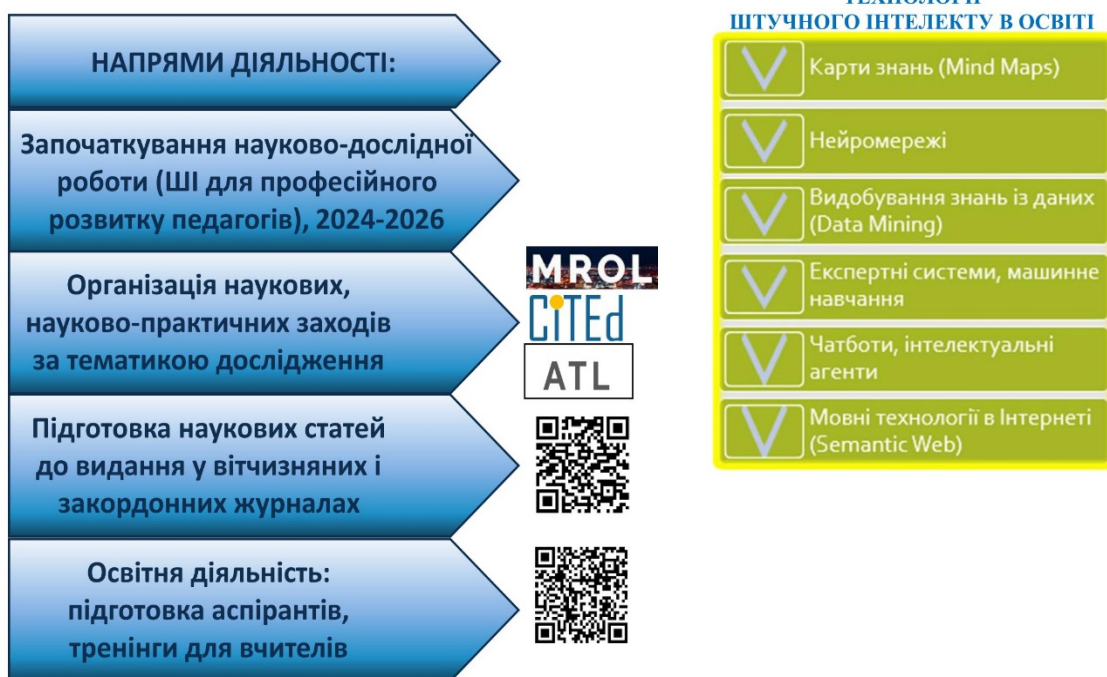 НАПРЯМИ ДІЯЛЬНОСТІ:
Започаткування науково-дослідної
роботи (ШІ для професійного
розвитку педагогів), 2024-2026
Організація наукових,
науково-практичних заходів
за тематикою дослідження
MROL
CiTEd
ATL
Підготовка наукових статей
до видання у вітчизняних і
закордонних журналах
Освітня діяльність:
підготовка аспірантів,
тренінги для вчителів
ТЕХНОЛОГІЇ
ШТУЧНОГО ІНТЕЛЕКТУ В ОСВІТІ
Карти знань (Mind Maps)
Нейромережі
Видобування знань із даних
(Data Mining)
Експертні системи, машинне
навчання
Чатботи, інтелектуальні
агенти
Мовні технології в Інтернеті
(Semantic Web)